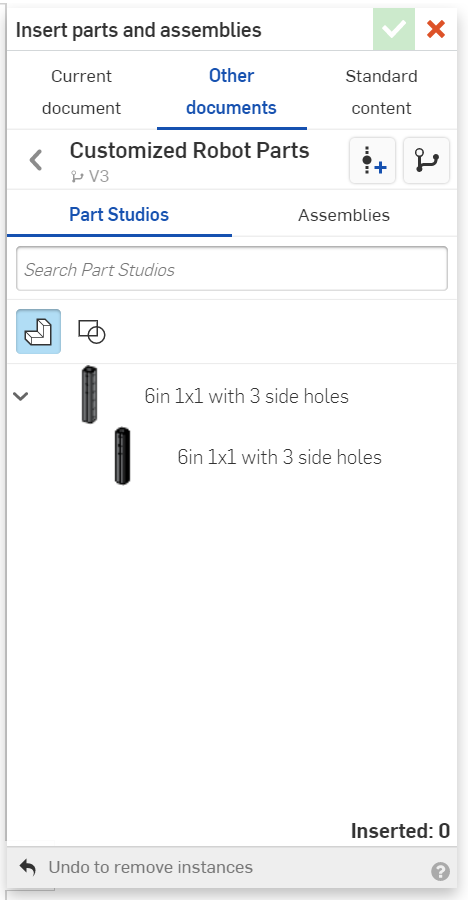 Insert parts and assemblies
Current document
Other documents
Standard content
Customized Robot Parts
V3
Part Studios
Assemblies
Search Part Studios
6in 1x1 with 3 side holes
6in 1x1 with 3 side holes
Inserted: 0
Undo to remove instances
?